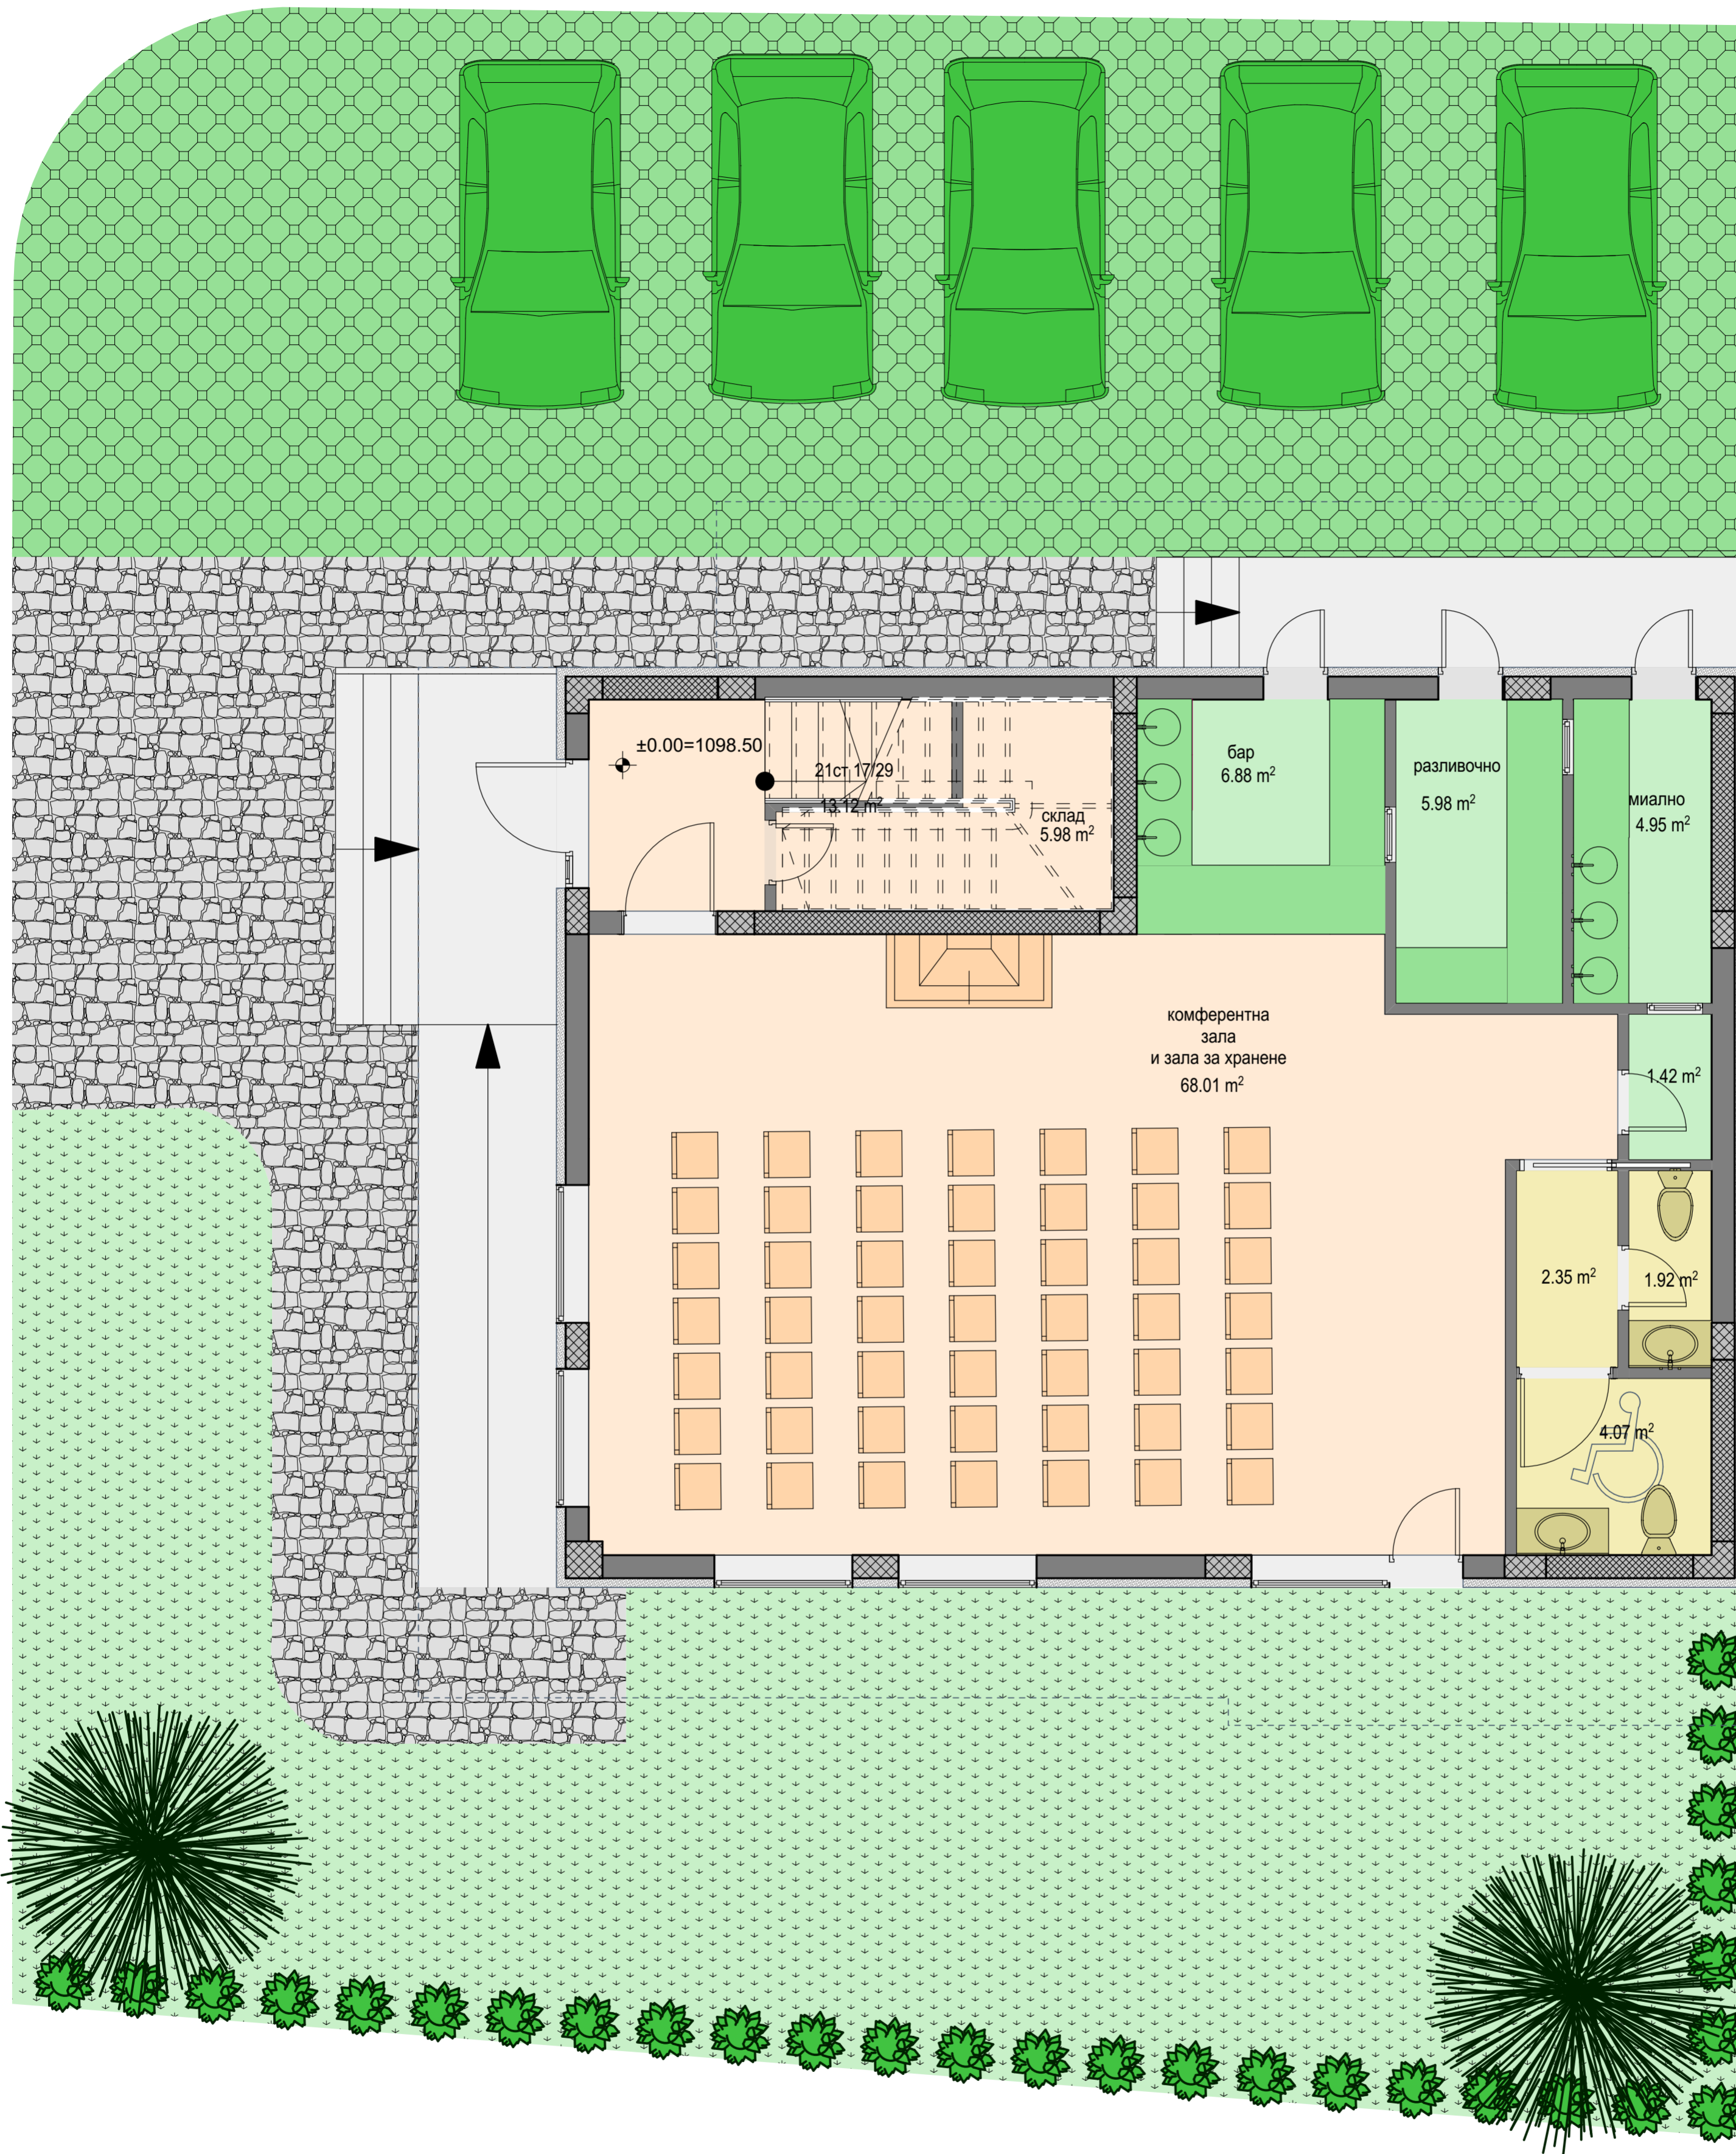 ±0.00=1098.50
21ст 17/29
13.12 m²
склад
5.98 m²
бар
6.88 m²
разливочно
5.98 m²
миално
4.95 m²
комферентна
зала
и зала за хранене
68.01 m²
1.42 m²
2.35 m²
1.92 m²
4.07 m²